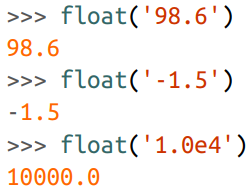 >>> float('98.6')
98.6
>>> float('-1.5')
-1.5
>>> float('1.0e4')
10000.0